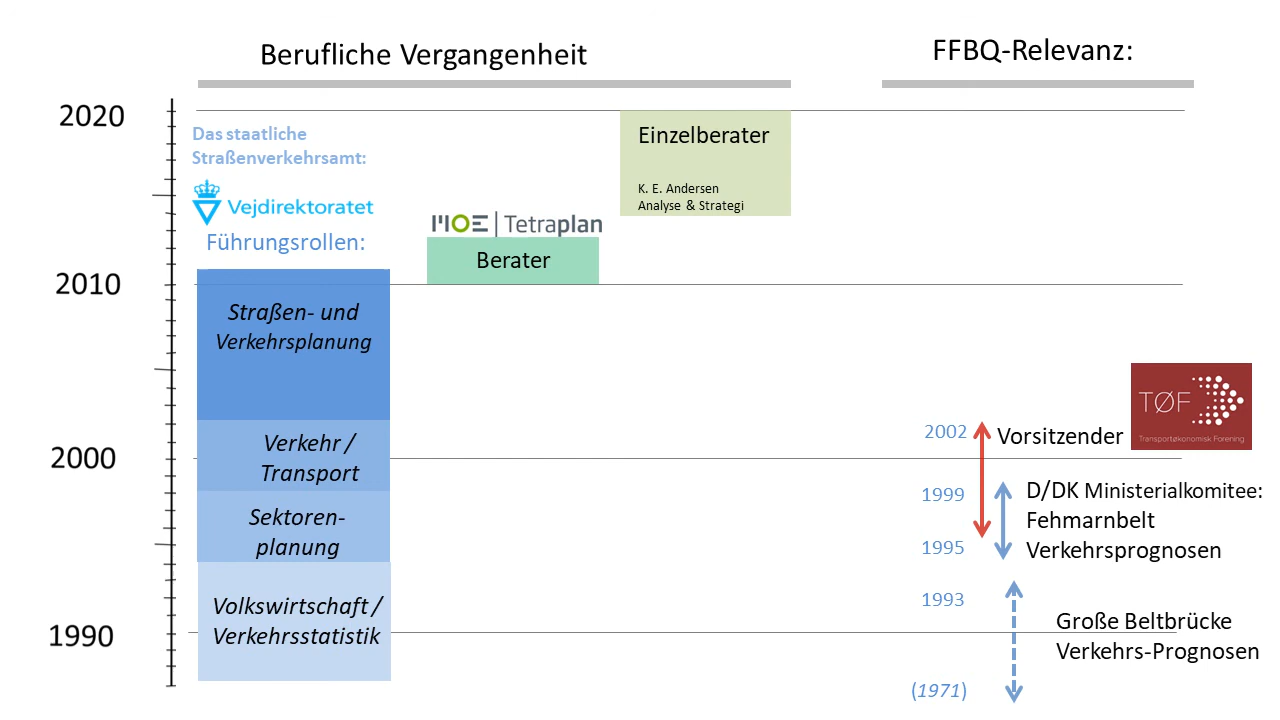 Berufliche Vergangenheit
FFBQ-Relevanz:
2020
Das staatliche
Straßenverkehrsamt:
Vejdirektoratet
Führungsrollen:
Einzelberater
K. E. Andersen
Analyse & Strategi
MOE | Tetraplan
Berater
2010
Straßen- und
Verkehrsplanung
Verkehr /
Transport
2000
Sektoren-
planung
Volkswirtschaft /
Verkehrsstatistik
1990
2002
Vorsitzender
TØF
Transportøkonomisk Forening
1999
D/DK Ministerialkomitee:
Fehmarnbelt
Verkehrsprognosen
1995
1993
Große Beltbrücke
Verkehrs-Prognosen
(1971)